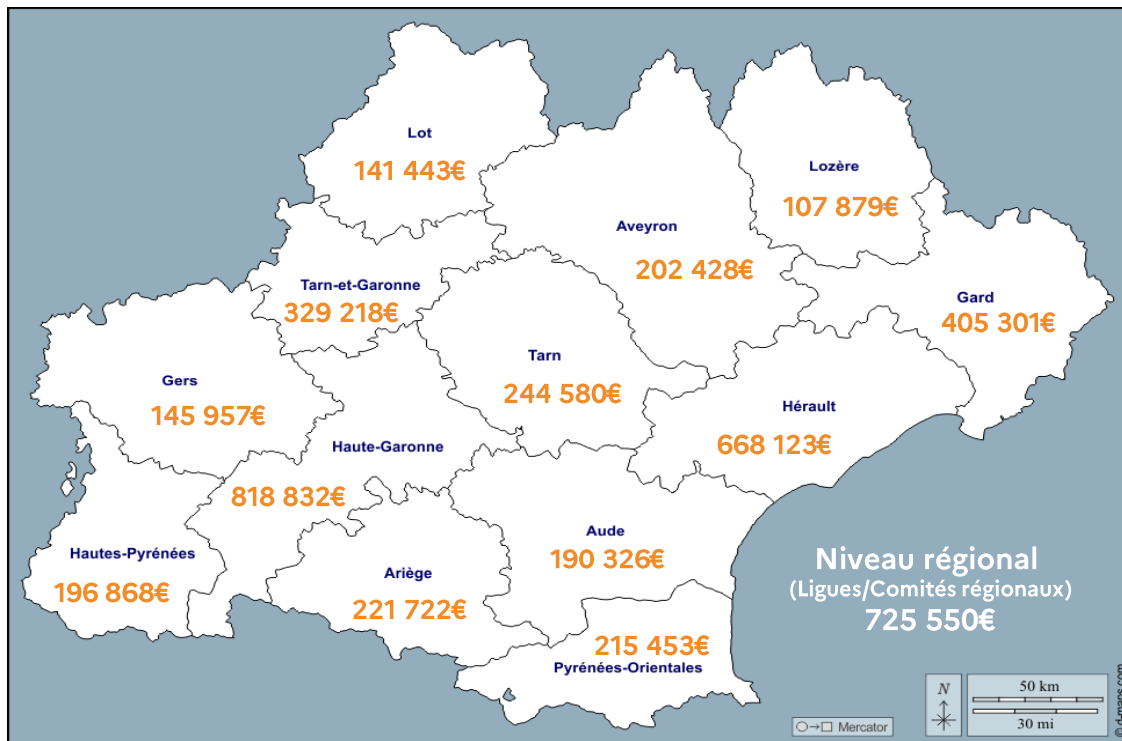 Lot
141 443€
Lozère
107 879€
Aveyron
202 428€
Tarn-et-Garonne
329 218€
Gard
405 301€
Tarn
244 580€
Gers
145 957€
Hérault
668 123€
Haute-Garonne
818 832€
Aude
190 326€
Hautes-Pyrénées
196 868€
Ariège
221 722€
Niveau régional
(Ligues/Comités régionaux)
725 550€
215 453€
Pyrénées-Orientales
N
50 km
30 mi
Mercator
© d-maps.com